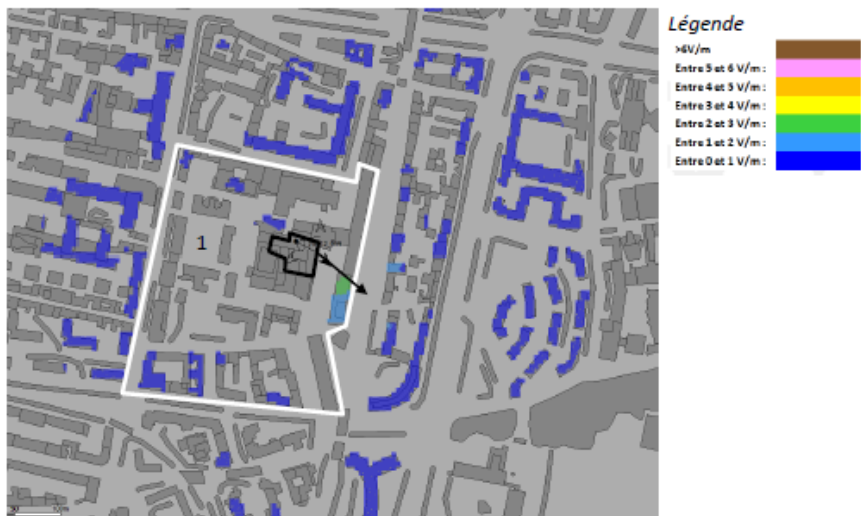 Légende
>6V/m
Entre 5 et 6 V/m :
Entre 4 et 5 V/m :
Entre 3 et 4 V/m :
Entre 2 et 3 V/m :
Entre 1 et 2 V/m :
Entre 0 et 1 V/m :
1